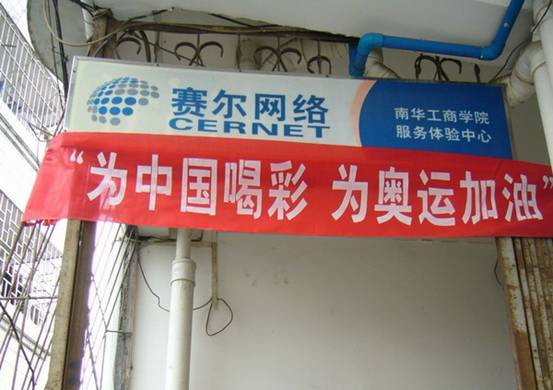 赛尔网络
CERNET
南华工商学院
服务体验中心
“为中国喝彩 为奥运加油”